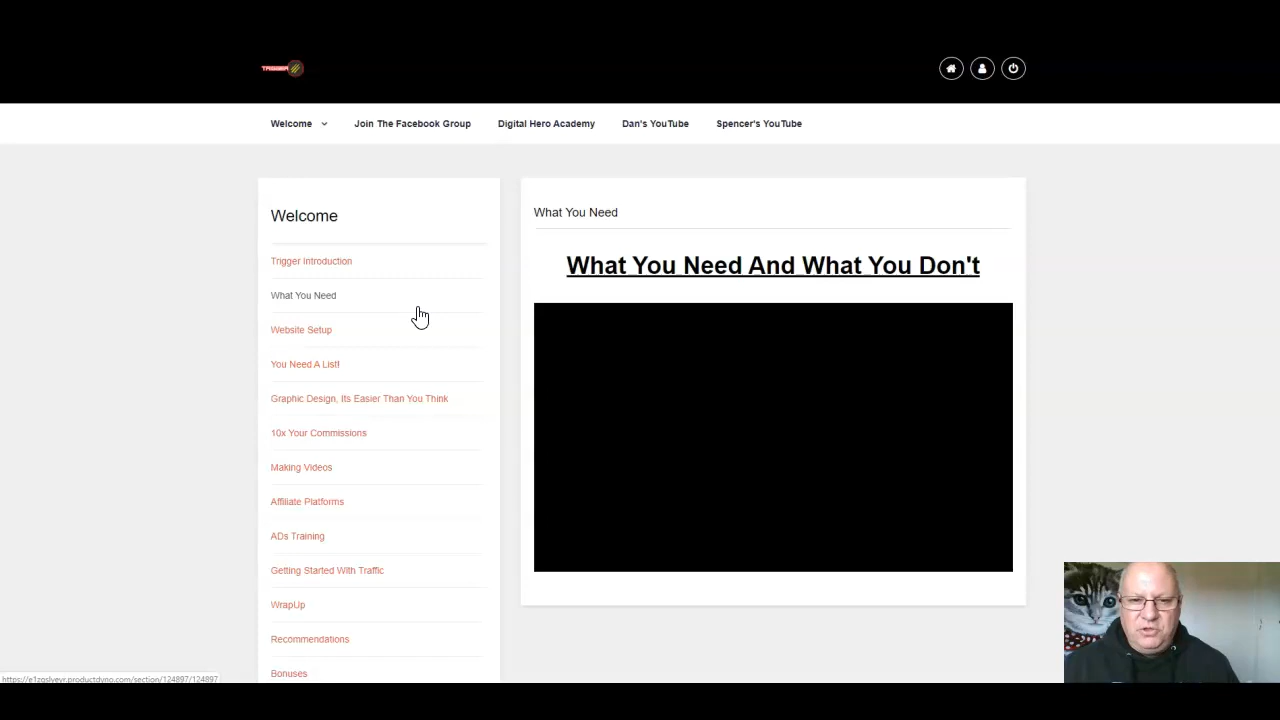 TRIGGER
Welcome
Join The Facebook Group
Digital Hero Academy
Dan's YouTube
Spencer's YouTube
Welcome
Trigger Introduction
What You Need
Website Setup
You Need A List!
Graphic Design, Its Easier Than You Think
10x Your Commissions
Making Videos
Affiliate Platforms
ADs Training
Getting Started With Traffic
WrapUp
Recommendations
Bonuses
What You Need
What You Need And What You Don't